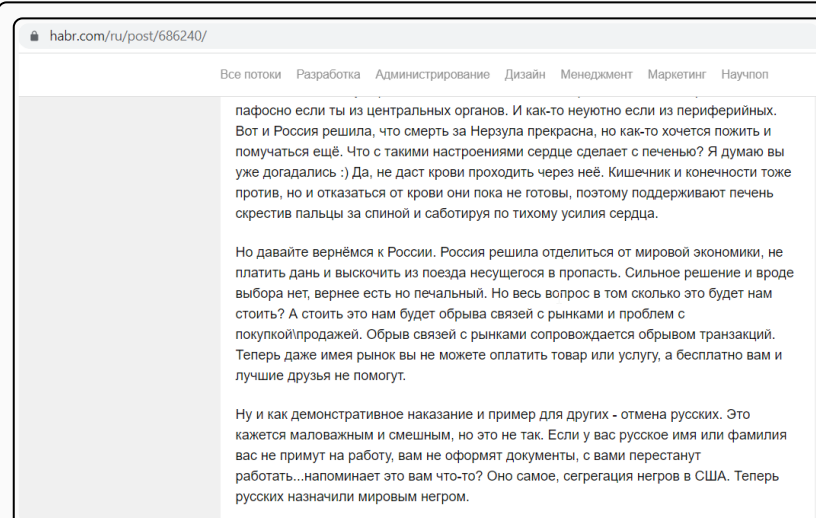 habr.com/ru/post/686240/
Все потоки Разработка Администрирование Дизайн Менеджмент Маркетинг Научпоп
пафосно если ты из центральных органов. И как-то неуютно если из периферийных.
Вот и Россия решила, что смерть за Нерзула прекрасна, но как-то хочется пожить и
помучаться ещё. Что с такими настроениями сердце сделает с печенью? Я думаю вы
уже догадались :) Да, не даст крови проходить через неё. Кишечник и конечности тоже
против, но и отказаться от крови они пока не готовы, поэтому поддерживают печень
скрестив пальцы за спиной и саботируя по тихому усилия сердца.
Но давайте вернёмся к России. Россия решила отделиться от мировой экономики, не
платить дань и выскочить из поезда несущегося в пропасть. Сильное решение и вроде
выбора нет, вернее есть но печальный. Но весь вопрос в том сколько это будет нам
стоить? А стоить это нам будет обрыва связей с рынками и проблем с
покупкой\продажей. Обрыв связей с рынками сопровождается обрывом транзакций.
Теперь даже имея рынок вы не можете оплатить товар или услугу, а бесплатно вам и
лучшие друзья не помогут.
Ну и как демонстративное наказание и пример для других - отмена русских. Это
кажется маловажным и смешным, но это не так. Если у вас русское имя или фамилия
вас не примут на работу, вам не оформят документы, с вами перестанут
работать...напоминает это вам что-то? Оно самое, сегрегация негров в США. Теперь
русских назначили мировым негром.